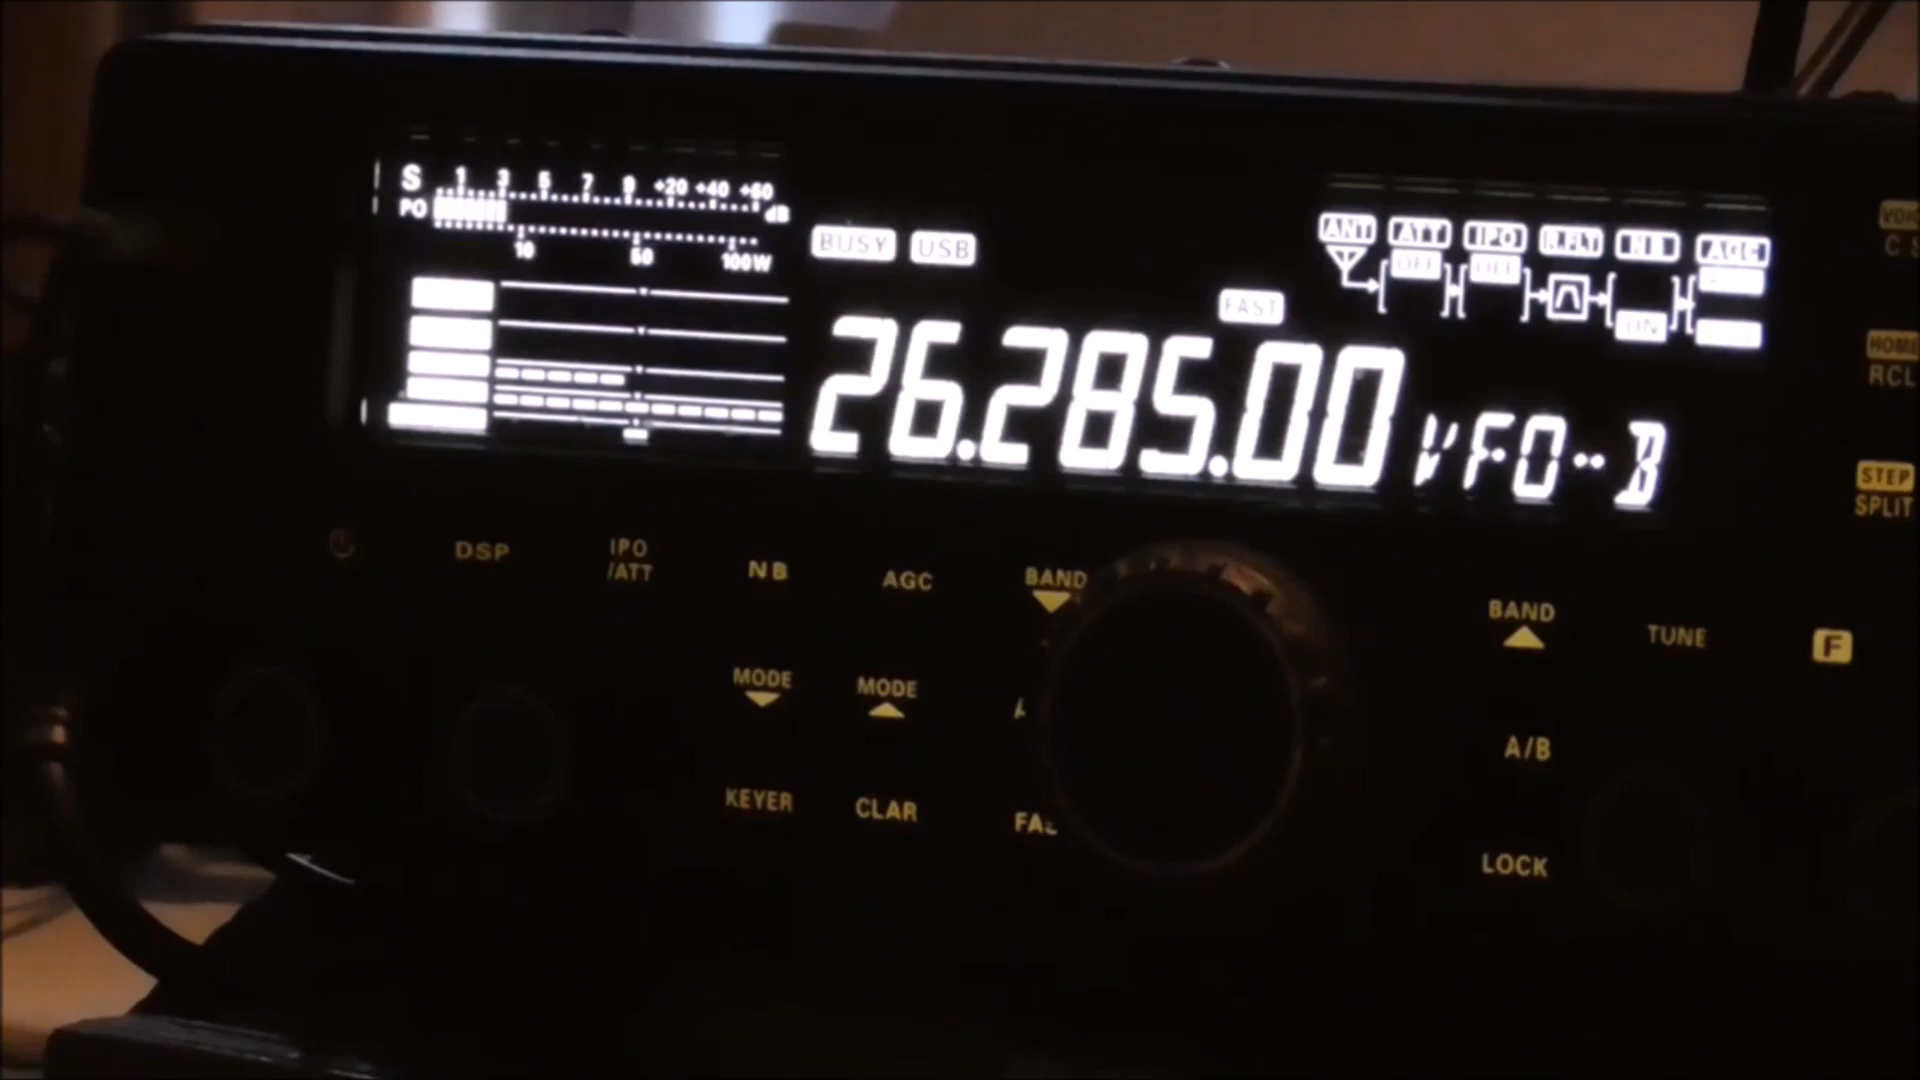 S 1 3 5 7 9 +20 +40 +60
dB
PO
10 50 100W
BUSY USB
ANT ATT IPO R.FLT NB AGC
OFF OFF
ON
FAST
26.285.00 VFO--B
HOME
RCL
STEP
SPLIT
DSP
IPO
/ATT
NB
AGC
BAND
BAND
TUNE
F
MODE
MODE
A/B
KEYER
CLAR
LOCK